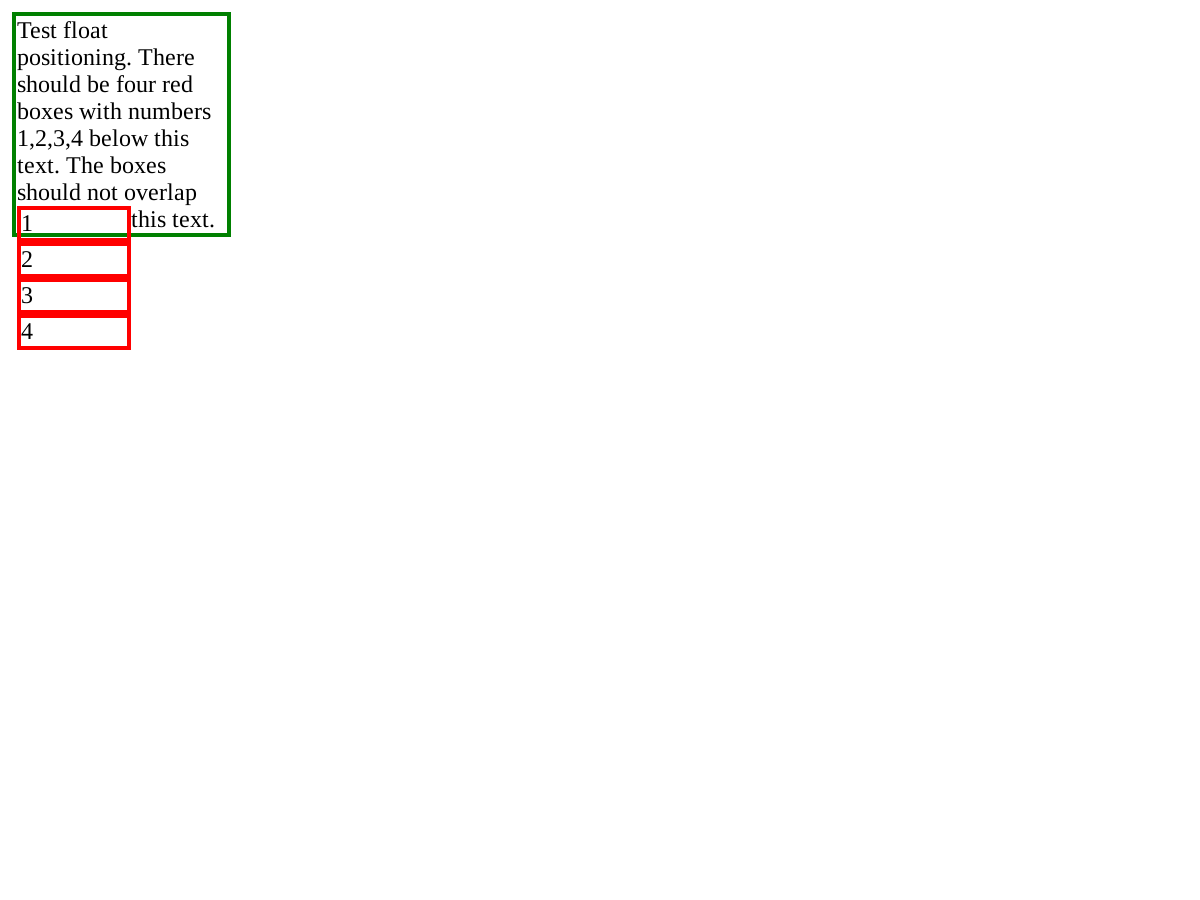 Test float
positioning. There
should be four red
boxes with numbers
1,2,3,4 below this
text. The boxes
should not overlap
1 this text.
2
3
4